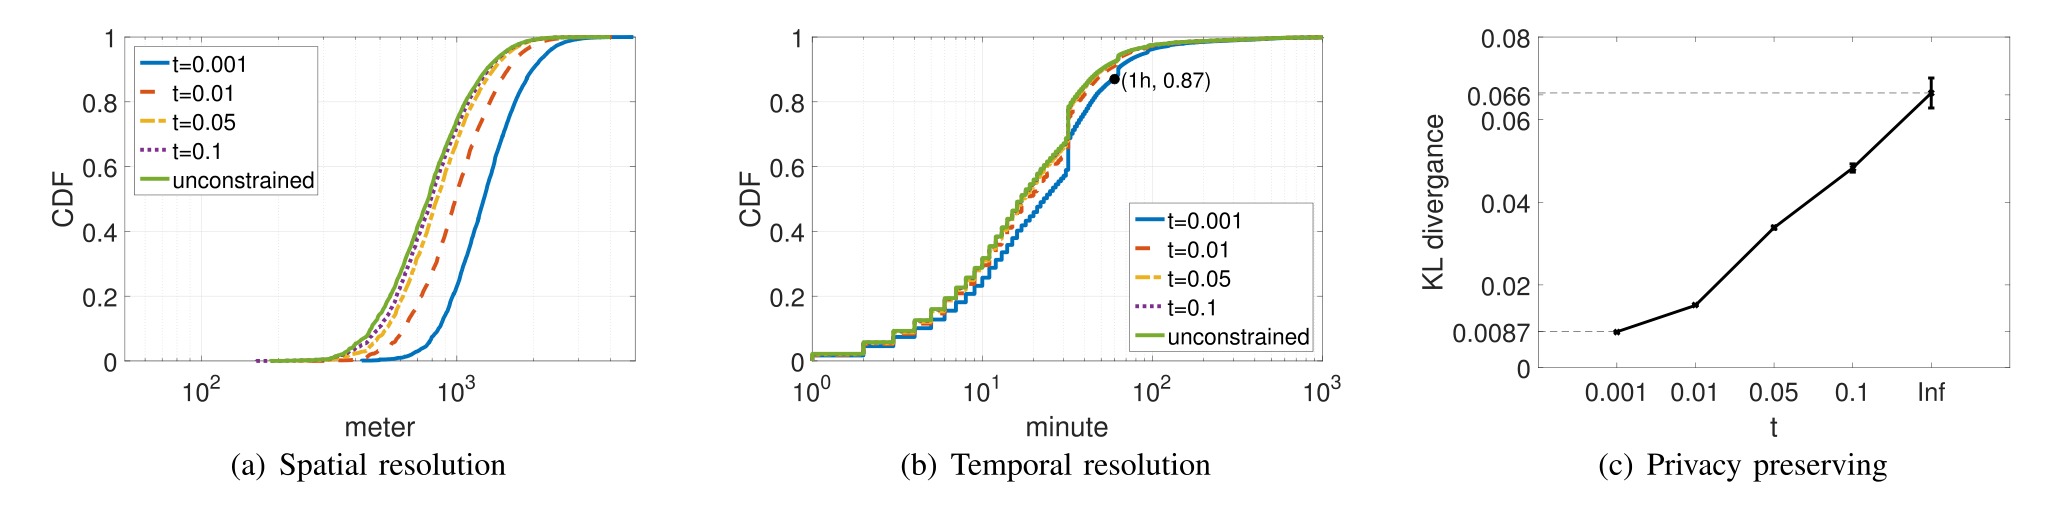 1
0.8
0.6
0.4
0.2
0
CDF
t=0.001
t=0.01
t=0.05
t=0.1
unconstrained
10^2
10^3
meter
(a) Spatial resolution
1
0.8
0.6
0.4
0.2
0
CDF
(1h, 0.87)
t=0.001
t=0.01
t=0.05
t=0.1
unconstrained
10^0
10^1
10^2
10^3
minute
(b) Temporal resolution
0.08
0.066
0.06
0.04
0.02
0.0087
0
KL divergance
0.001
0.01
0.05
0.1
Inf
t
(c) Privacy preserving